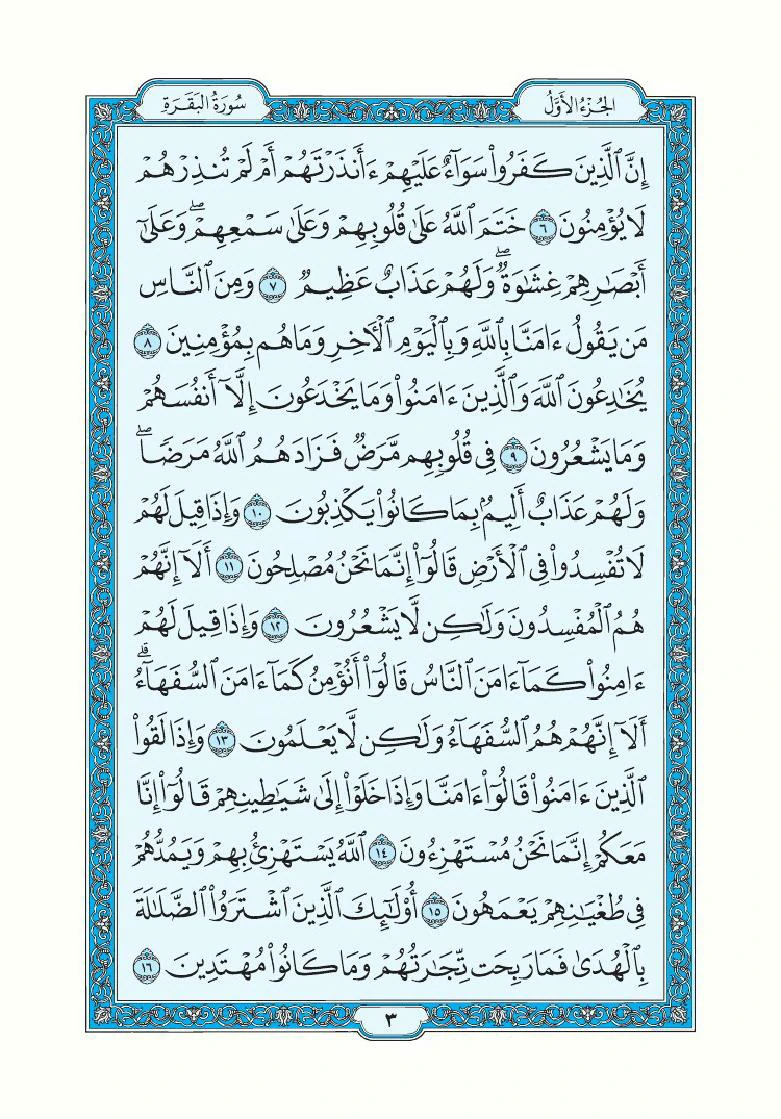 الجُزْءُ الأَوَّلُ
سُورَةُ البَقَرَةِ
إِنَّ ٱلَّذِينَ كَفَرُواْ سَوَآءٌ عَلَيْهِمْ ءَأَنذَرْتَهُمْ أَمْ لَمْ تُنذِرْهُمْ
لَا يُؤْمِنُونَ ٦ خَتَمَ ٱللَّهُ عَلَىٰ قُلُوبِهِمْ وَعَلَىٰ سَمْعِهِمْۖ وَعَلَىٰٓ
أَبْصَٰرِهِمْ غِشَٰوَةٌۖ وَلَهُمْ عَذَابٌ عَظِيمٌ ٧ وَمِنَ ٱلنَّاسِ
مَن يَقُولُ ءَامَنَّا بِٱللَّهِ وَبِٱلْيَوْمِ ٱلْأٓخِرِ وَمَا هُم بِمُؤْمِنِينَ ٨
يُخَٰدِعُونَ ٱللَّهَ وَٱلَّذِينَ ءَامَنُواْ وَمَا يَخْدَعُونَ إِلَّآ أَنفُسَهُمْ
وَمَا يَشْعُرُونَ ٩ فِى قُلُوبِهِم مَّرَضٌ فَزَادَهُمُ ٱللَّهُ مَرَضًاۖ
وَلَهُمْ عَذَابٌ أَلِيمٌۢ بِمَا كَانُواْ يَكْذِبُونَ ١٠ وَإِذَا قِيلَ لَهُمْ
لَا تُفْسِدُواْ فِى ٱلْأَرْضِ قَالُوٓاْ إِنَّمَا نَحْنُ مُصْلِحُونَ ١١ أَلَآ إِنَّهُمْ
هُمُ ٱلْمُفْسِدُونَ وَلَٰكِن لَّا يَشْعُرُونَ ١٢ وَإِذَا قِيلَ لَهُمْ
ءَامِنُواْ كَمَآ ءَامَنَ ٱلنَّاسُ قَالُوٓاْ أَنُؤْمِنُ كَمَآ ءَامَنَ ٱلسُّفَهَآءُۗ
أَلَآ إِنَّهُمْ هُمُ ٱلسُّفَهَآءُ وَلَٰكِن لَّا يَعْلَمُونَ ١٣ وَإِذَا لَقُواْ
ٱلَّذِينَ ءَامَنُواْ قَالُوٓاْ ءَامَنَّا وَإِذَا خَلَوْاْ إِلَىٰ شَيَٰطِينِهِمْ قَالُوٓاْ إِنَّا
مَعَكُمْ إِنَّمَا نَحْنُ مُسْتَهْزِءُونَ ١٤ ٱللَّهُ يَسْتَهْزِئُ بِهِمْ وَيَمُدُّهُمْ
فِى طُغْيَٰنِهِمْ يَعْمَهُونَ ١٥ أُوْلَٰٓئِكَ ٱلَّذِينَ ٱشْتَرَوُاْ ٱلضَّلَٰلَةَ
بِٱلْهُدَىٰ فَمَا رَبِحَت تِّجَٰرَتُهُمْ وَمَا كَانُواْ مُهْتَدِينَ ١٦
٣